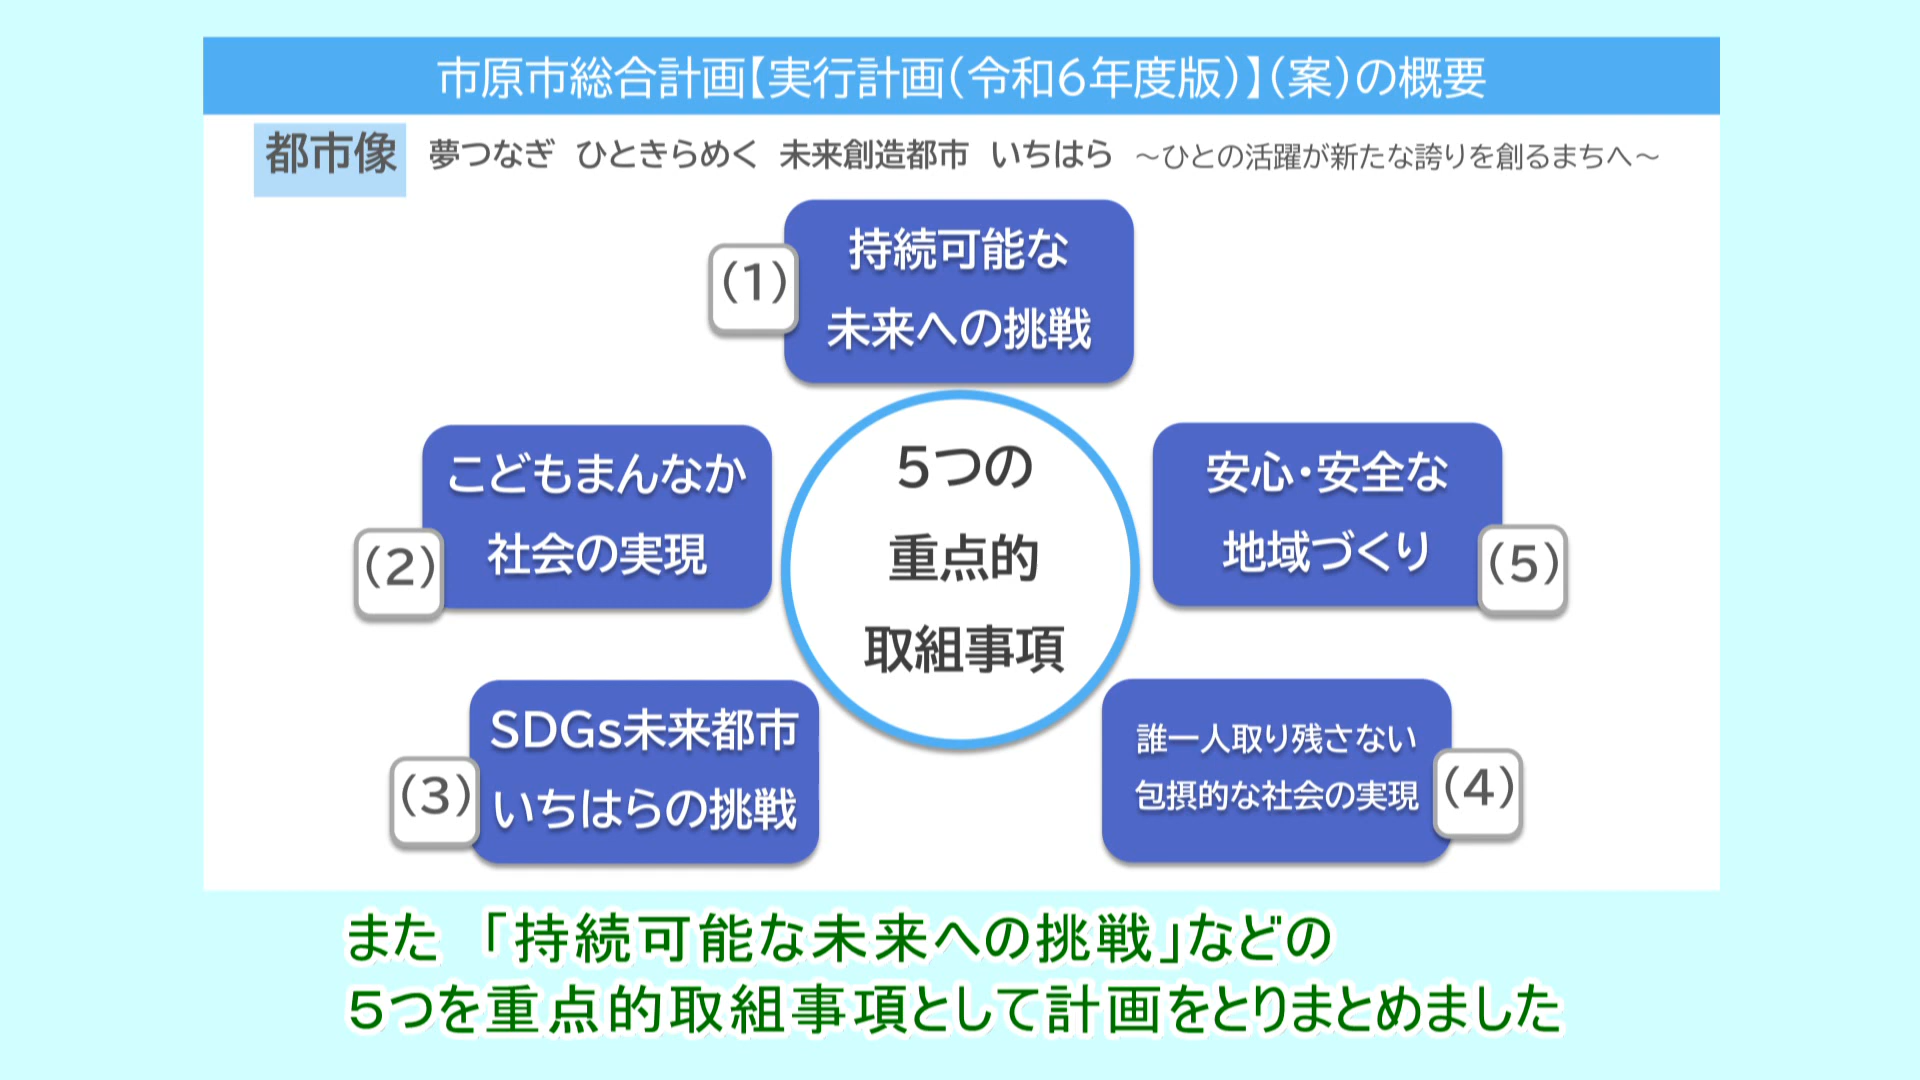 市原市総合計画【実行計画（令和6年度版）】（案）の概要
都市像
夢つなぎ ひときらめく 未来創造都市 いちはら ～ひとの活躍が新たな誇りを創るまちへ～
(1)
持続可能な
未来への挑戦
(2)
こどもまんなか
社会の実現
(3)
SDGs未来都市
いちはらの挑戦
(4)
誰一人取り残さない
包摂的な社会の実現
(5)
安心・安全な
地域づくり
5つの
重点的
取組事項
また 「持続可能な未来への挑戦」などの
5つを重点的取組事項として計画をとりまとめました